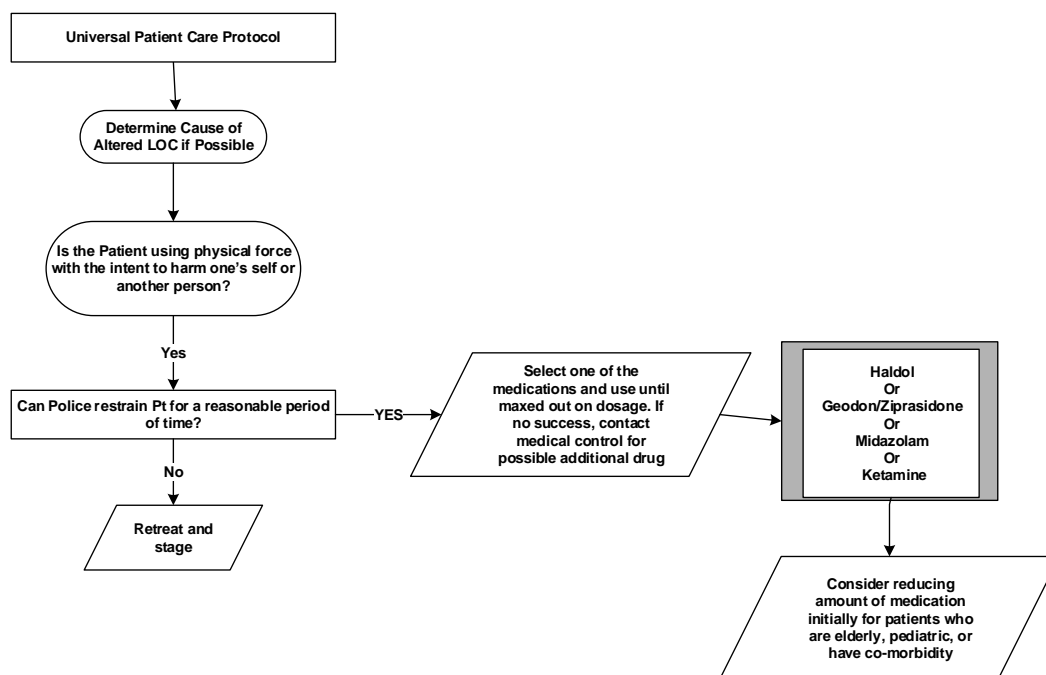 Universal Patient Care Protocol
Determine Cause of
Altered LOC if Possible
Is the Patient using physical force
with the intent to harm one's self or
another person?
Yes
Can Police restrain Pt for a reasonable period
of time?
YES
Select one of the
medications and use until
maxed out on dosage. If
no success, contact
medical control for
possible additional drug
Haldol
Or
Geodon/Ziprasidone
Or
Midazolam
Or
Ketamine
No
Retreat and
stage
Consider reducing
amount of medication
initially for patients who
are elderly, pediatric, or
have co-morbidity